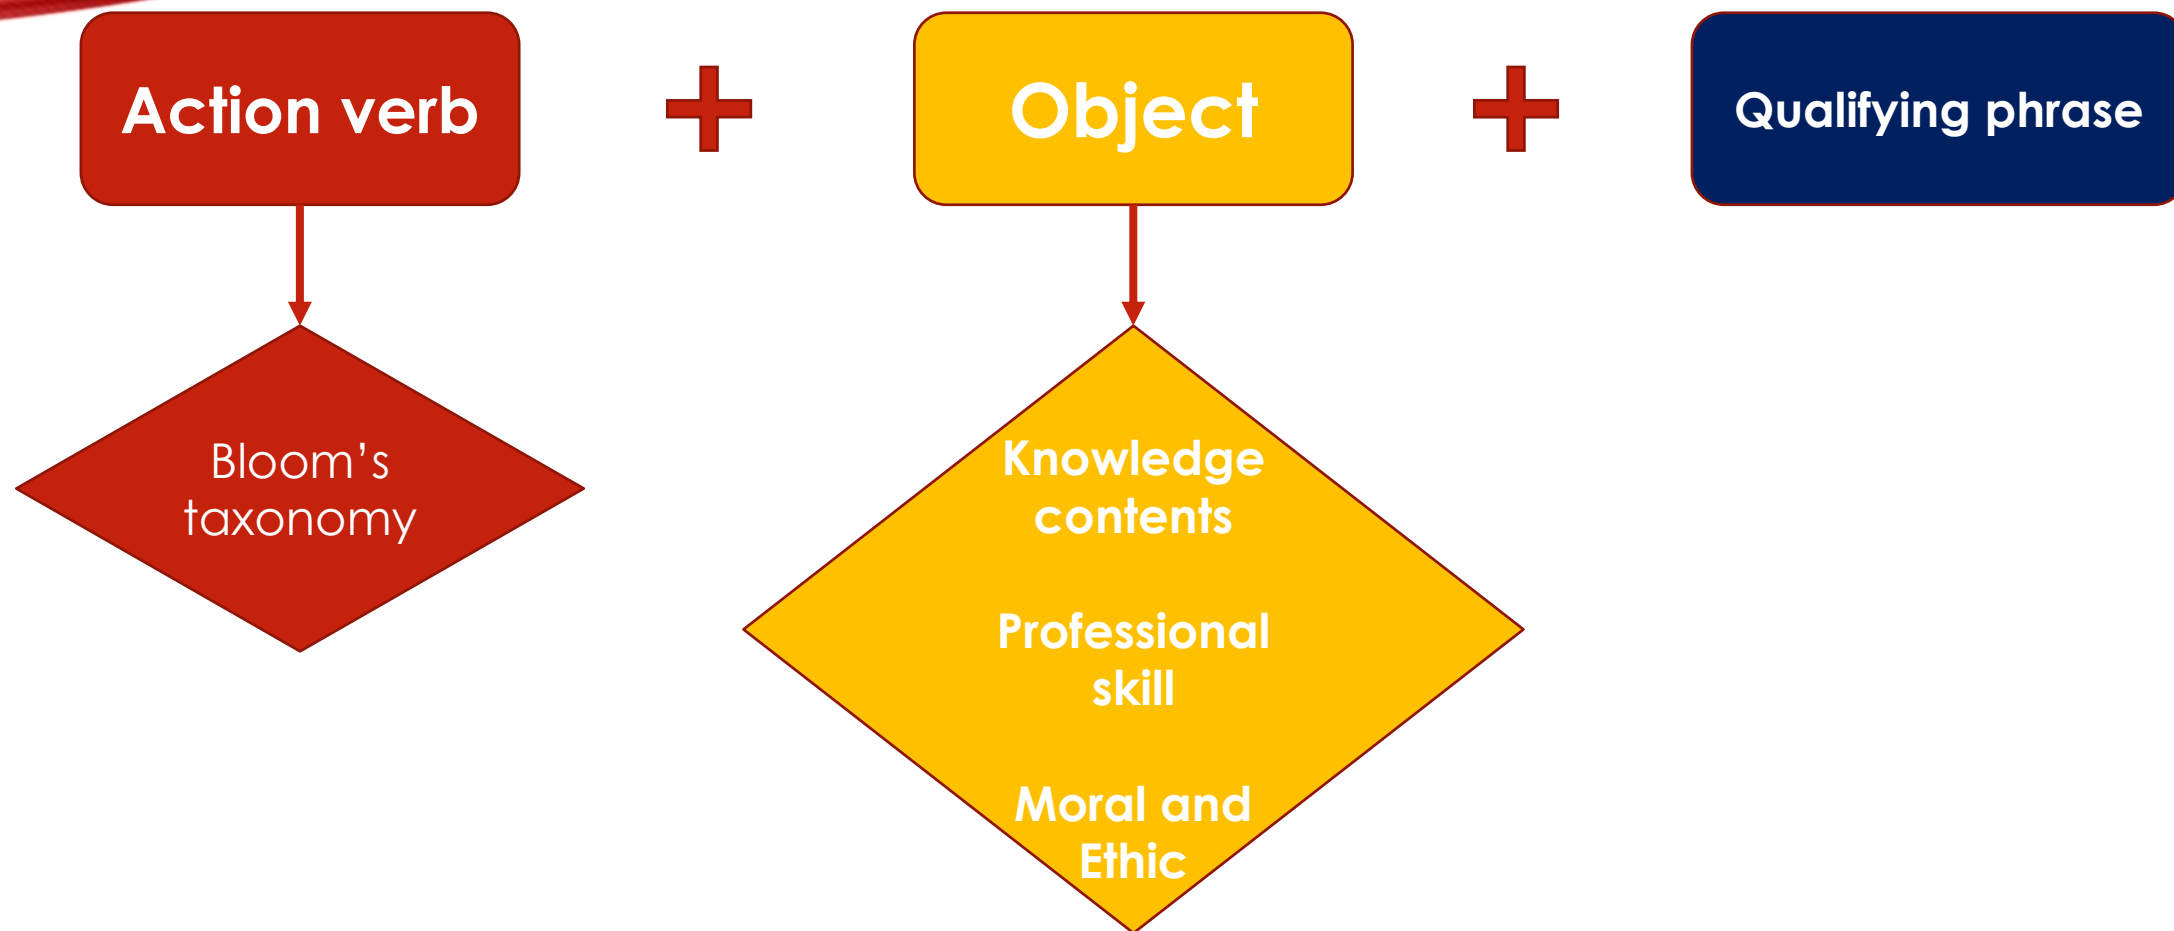 Action verb
Object
Qualifying phrase
Bloom’s
taxonomy
Knowledge
contents
Professional
skill
Moral and
Ethic